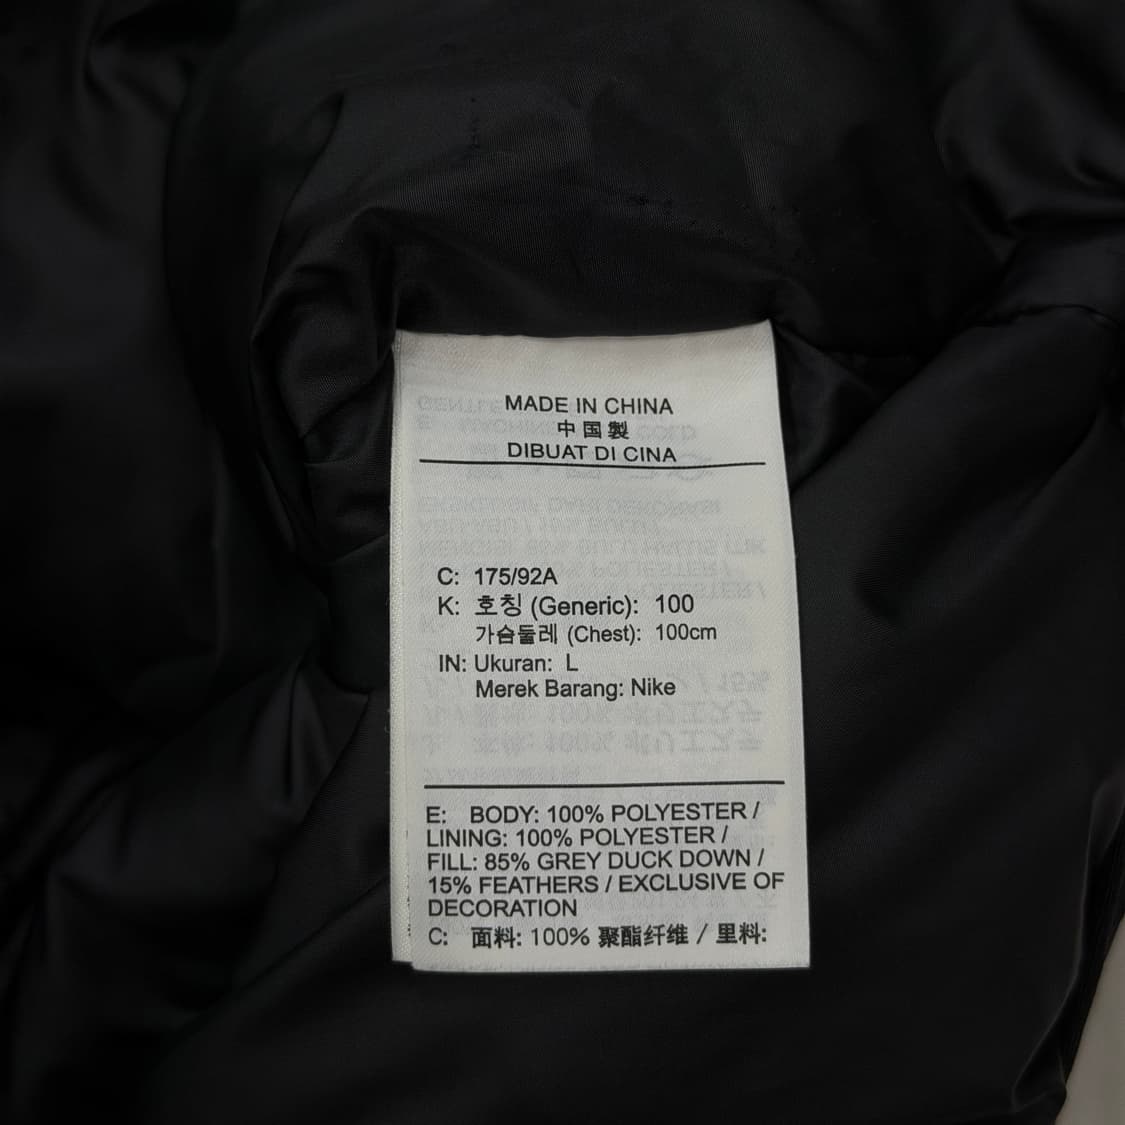 MADE IN CHINA
中国製
DIBUAT DI CINA
C: 175/92A
K: 호칭 (Generic): 100
가슴둘레 (Chest): 100cm
IN: Ukuran: L
Merek Barang: Nike
E: BODY: 100% POLYESTER /
LINING: 100% POLYESTER /
FILL: 85% GREY DUCK DOWN /
15% FEATHERS / EXCLUSIVE OF
DECORATION
C: 面料: 100% 聚酯纤维 / 里料: